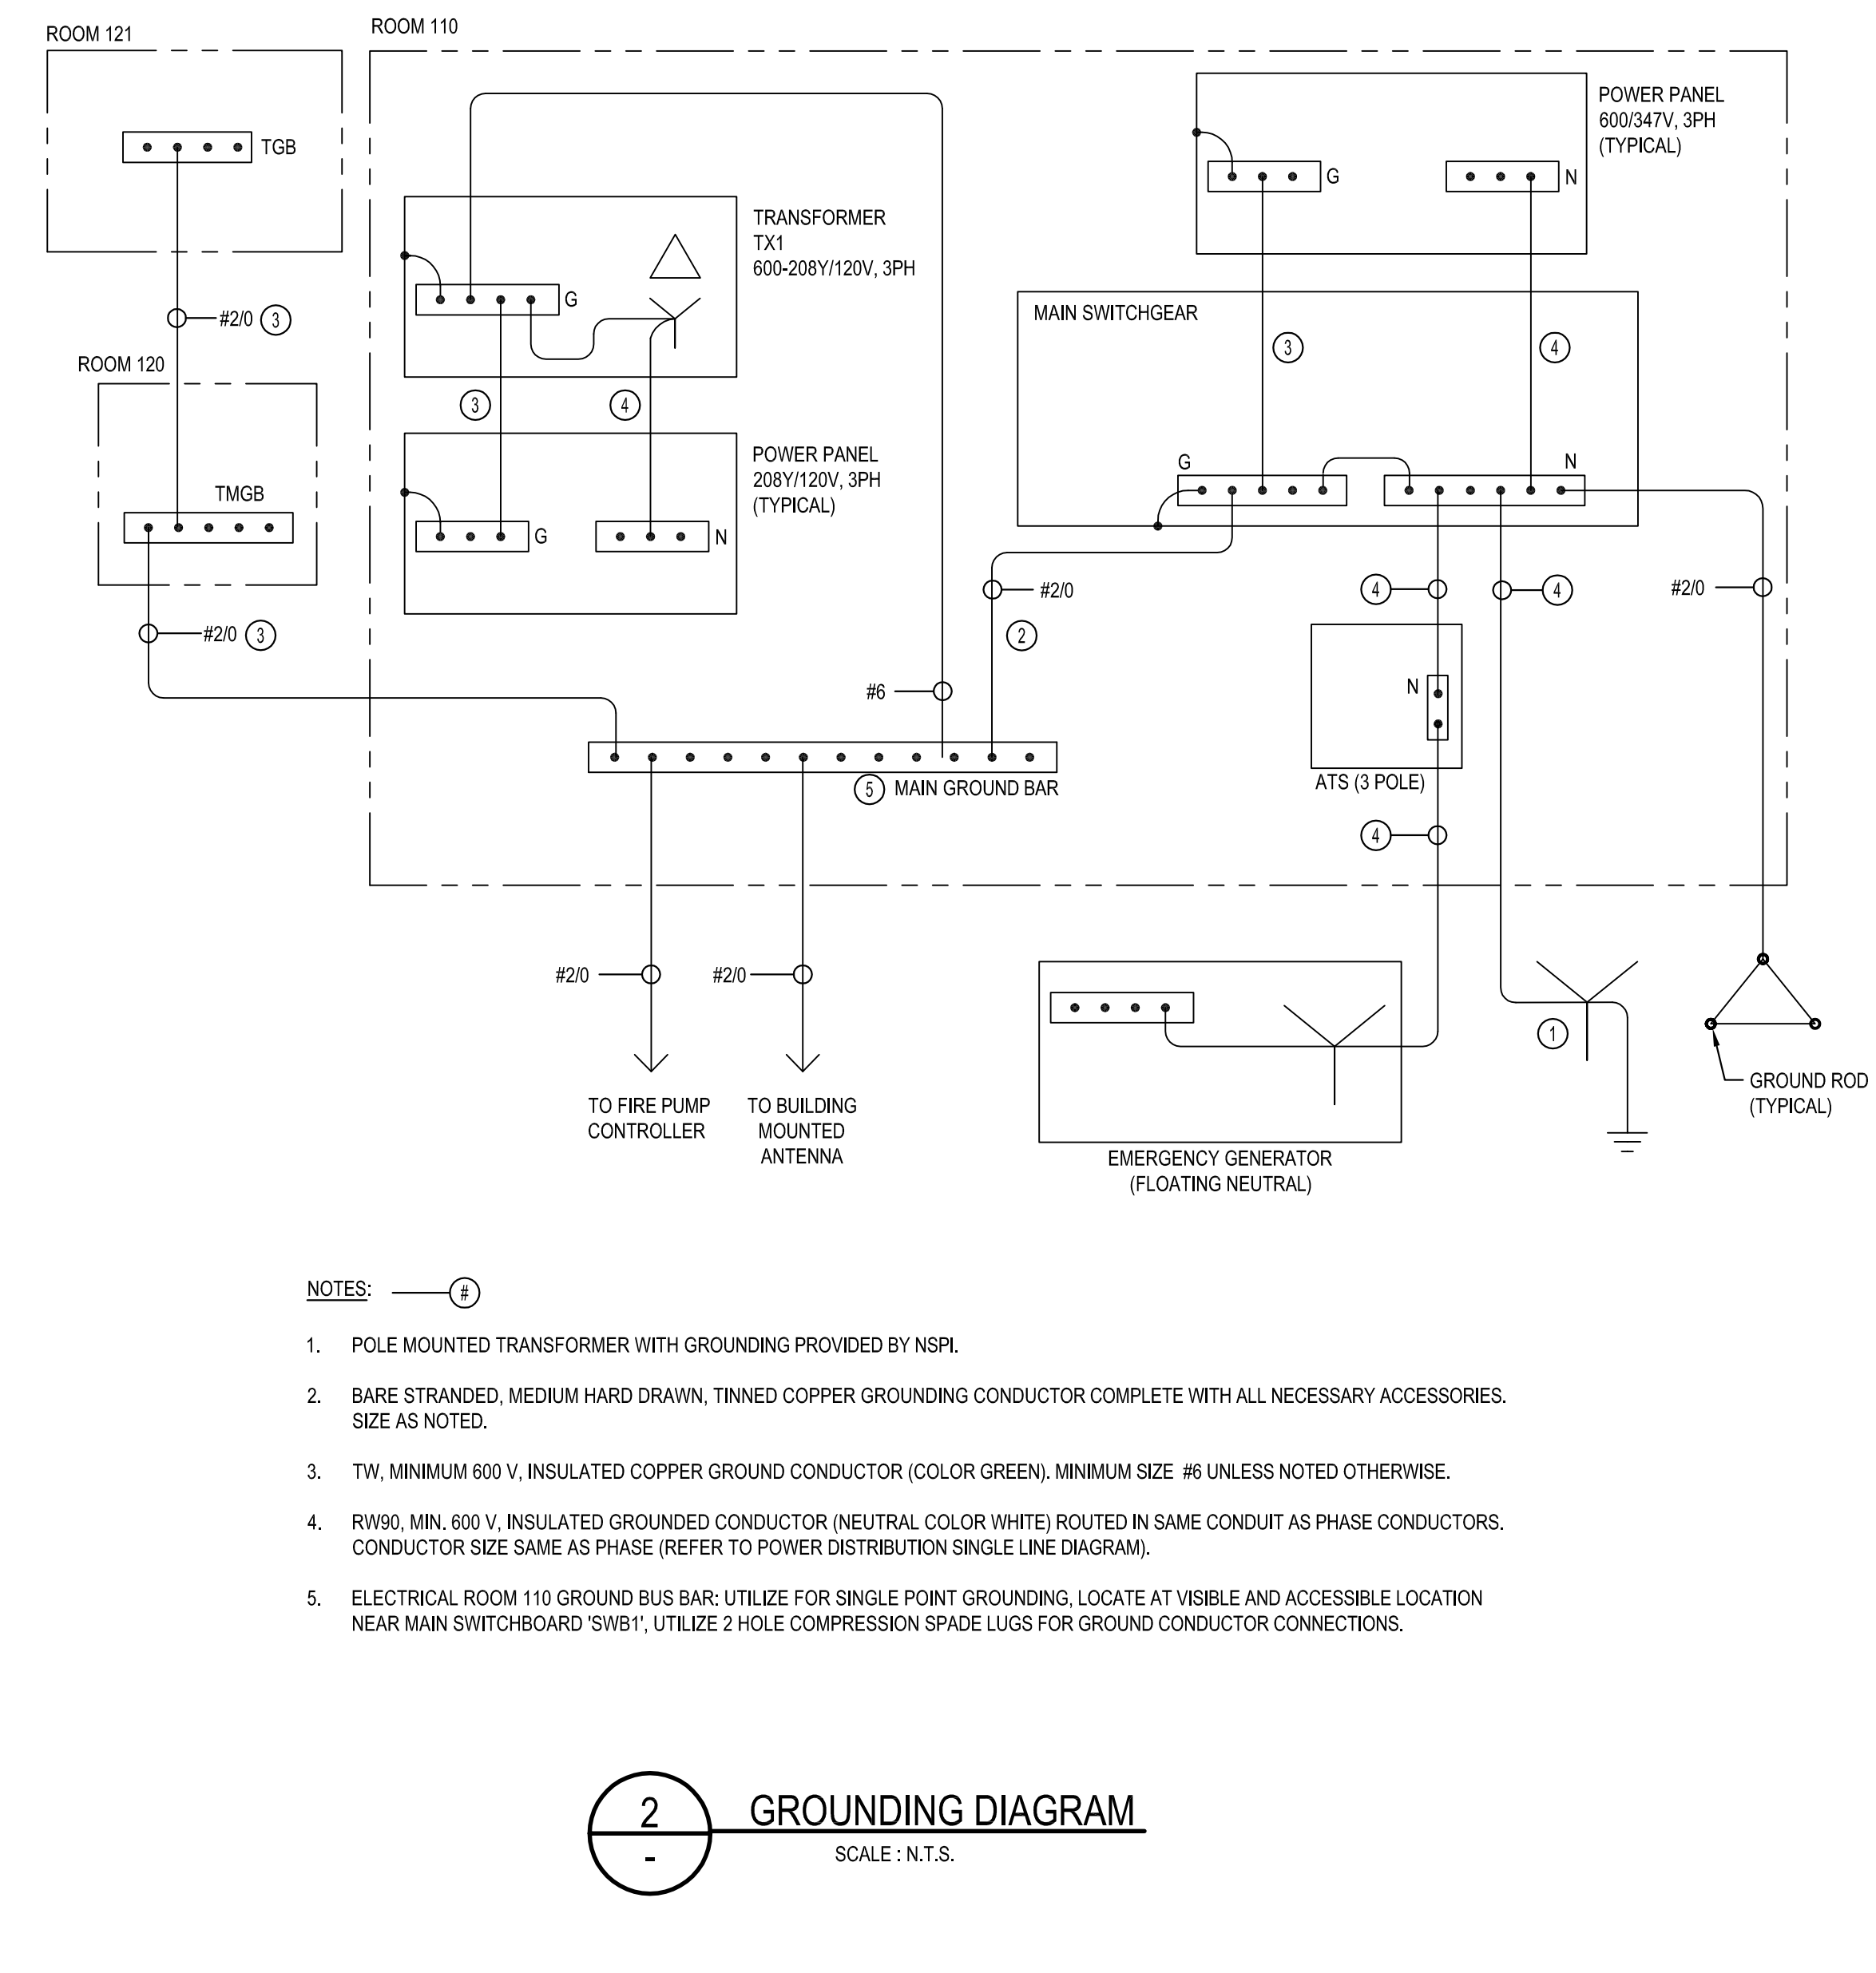 ROOM 121
ROOM 110
TGB
#2/0 3
ROOM 120
TMGB
#2/0 3
TRANSFORMER
TX1
600-208Y/120V, 3PH
G
3
4
POWER PANEL
208Y/120V, 3PH
(TYPICAL)
G
N
POWER PANEL
600/347V, 3PH
(TYPICAL)
G
N
MAIN SWITCHGEAR
3
4
G
N
#2/0
2
#6
4
4
#2/0
N
ATS (3 POLE)
4
5 MAIN GROUND BAR
#2/0
#2/0
TO FIRE PUMP
CONTROLLER
TO BUILDING
MOUNTED
ANTENNA
EMERGENCY GENERATOR
(FLOATING NEUTRAL)
1
GROUND ROD
(TYPICAL)
NOTES: #
1. POLE MOUNTED TRANSFORMER WITH GROUNDING PROVIDED BY NSPI.
2. BARE STRANDED, MEDIUM HARD DRAWN, TINNED COPPER GROUNDING CONDUCTOR COMPLETE WITH ALL NECESSARY ACCESSORIES.
SIZE AS NOTED.
3. TW, MINIMUM 600 V, INSULATED COPPER GROUND CONDUCTOR (COLOR GREEN). MINIMUM SIZE #6 UNLESS NOTED OTHERWISE.
4. RW90, MIN. 600 V, INSULATED GROUNDED CONDUCTOR (NEUTRAL COLOR WHITE) ROUTED IN SAME CONDUIT AS PHASE CONDUCTORS.
CONDUCTOR SIZE SAME AS PHASE (REFER TO POWER DISTRIBUTION SINGLE LINE DIAGRAM).
5. ELECTRICAL ROOM 110 GROUND BUS BAR: UTILIZE FOR SINGLE POINT GROUNDING, LOCATE AT VISIBLE AND ACCESSIBLE LOCATION
NEAR MAIN SWITCHBOARD 'SWB1', UTILIZE 2 HOLE COMPRESSION SPADE LUGS FOR GROUND CONDUCTOR CONNECTIONS.
2
-
GROUNDING DIAGRAM
SCALE : N.T.S.